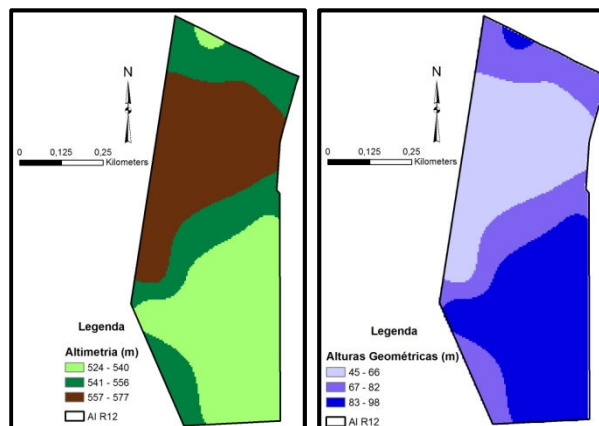 N
0 0,125 0,25
Kilometers
Legenda
Altimetria (m)
524 - 540
541 - 556
557 - 577
AI R12
N
0 0,125 0,25
Kilometers
Legenda
Alturas Geométricas (m)
45 - 66
67 - 82
83 - 98
AI R12